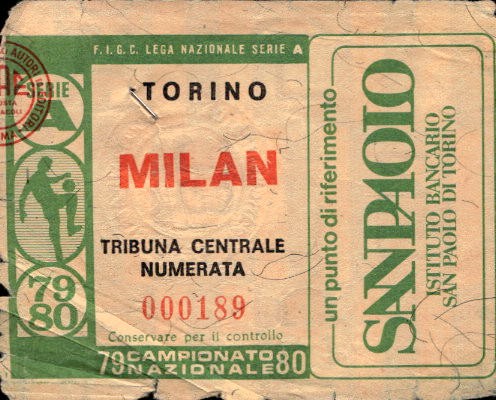 F.I.G.C. LEGA NAZIONALE SERIE A
SERIE
A
TORINO
MILAN
TRIBUNA CENTRALE
NUMERATA
000189
Conservare per il controllo
79
80
79 CAMPIONATO
NAZIONALE 80
un punto di riferimento
SANPAOLO
ISTITUTO BANCARIO
SAN PAOLO DI TORINO